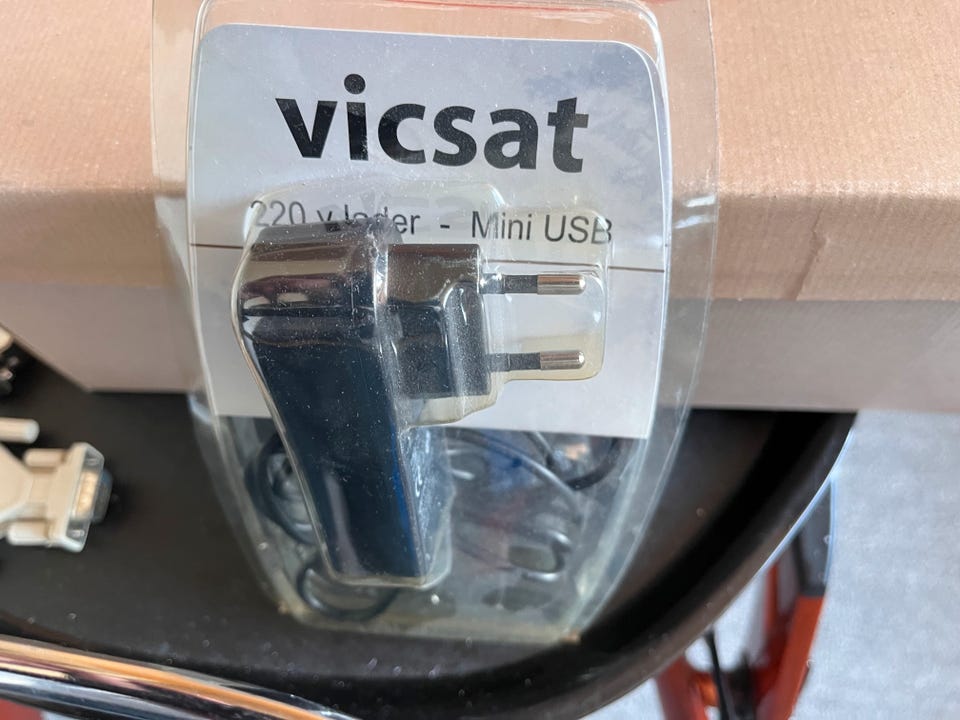 vicsat
220 v lader - Mini USB